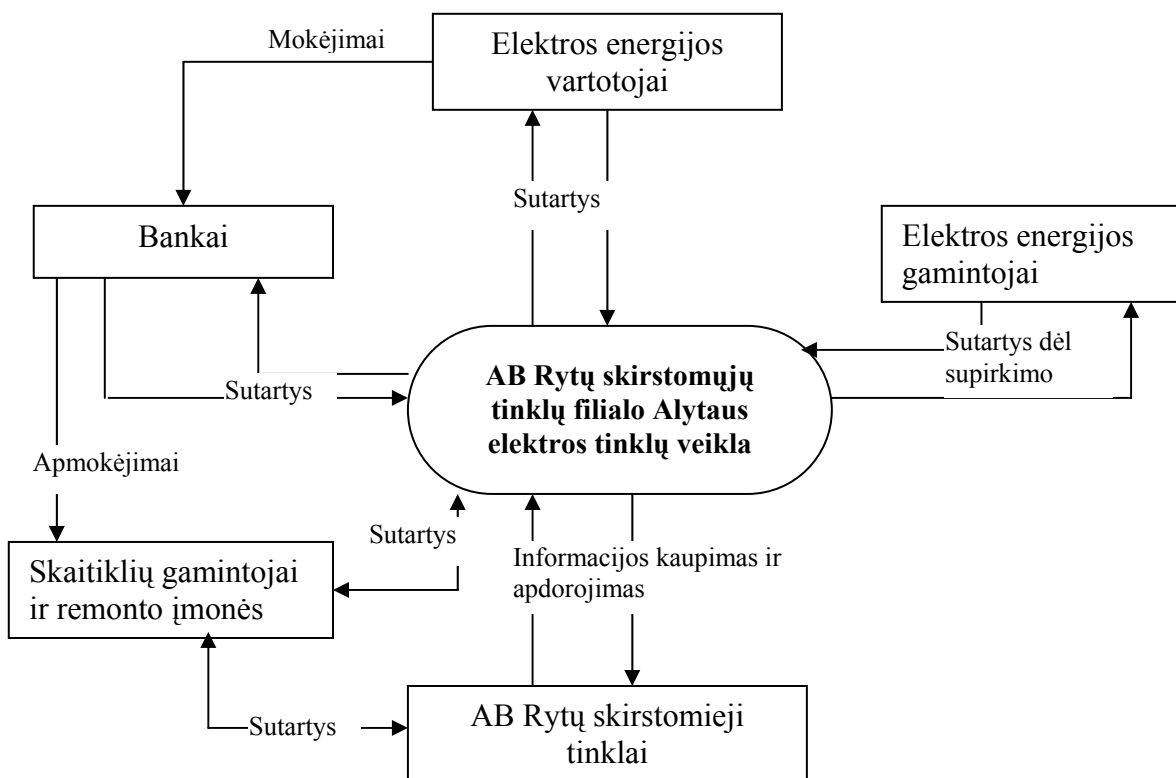 Mokėjimai
Elektros energijos
vartotojai
Sutartys
Bankai
Elektros energijos
gamintojai
Sutartys dėl
supirkimo
Sutartys
AB Rytų skirstomųjų
tinklų filialo Alytaus
elektros tinklų veikla
Apmokėjimai
Sutartys
Informacijos kaupimas ir
apdorojimas
Skaitiklių gamintojai
ir remonto įmonės
Sutartys
AB Rytų skirstomieji
tinklai